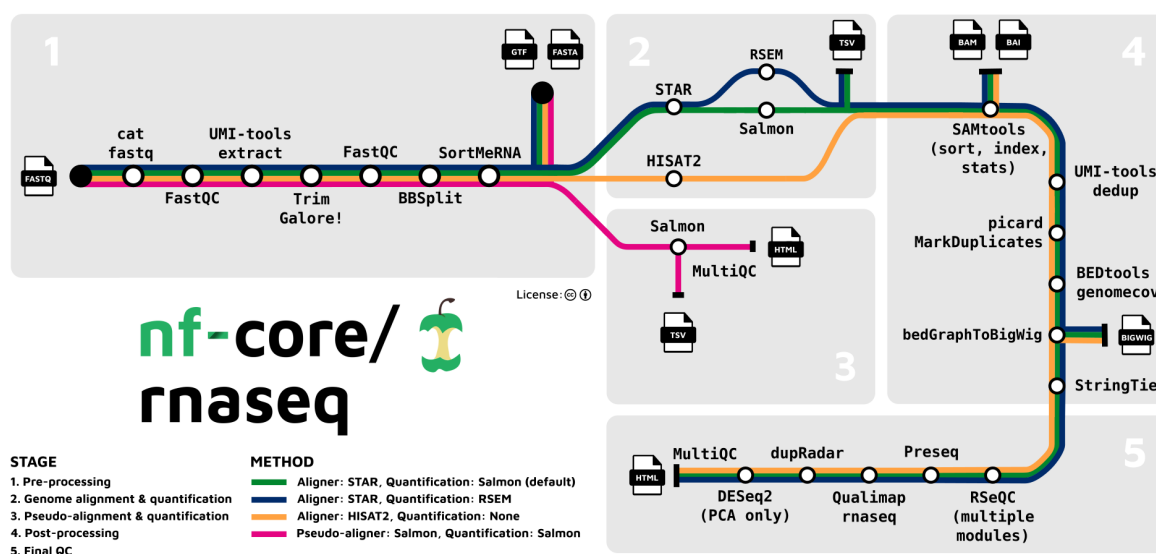 1
GTF
FASTA
cat
fastq
UMI-tools
extract
FastQC
SortMeRNA
FASTQ
FastQC
Trim
Galore!
BBSplit
2
TSV
RSEM
STAR
Salmon
HISAT2
Salmon
MultiQC
HTML
TSV
3
BAM
BAI
4
SAMtools
(sort, index,
stats)
UMI-tools
dedup
picard
MarkDuplicates
BEDtools
genomecov
bedGraphToBigWig
BIGWIG
StringTie
License:
nf-core/
rnaseq
STAGE
1. Pre-processing
2. Genome alignment & quantification
3. Pseudo-alignment & quantification
4. Post-processing
5. Final QC
METHOD
Aligner: STAR, Quantification: Salmon (default)
Aligner: STAR, Quantification: RSEM
Aligner: HISAT2, Quantification: None
Pseudo-aligner: Salmon, Quantification: Salmon
5
HTML
MultiQC
dupRadar
Preseq
DESeq2
(PCA only)
Qualimap
rnaseq
RSeQC
(multiple
modules)